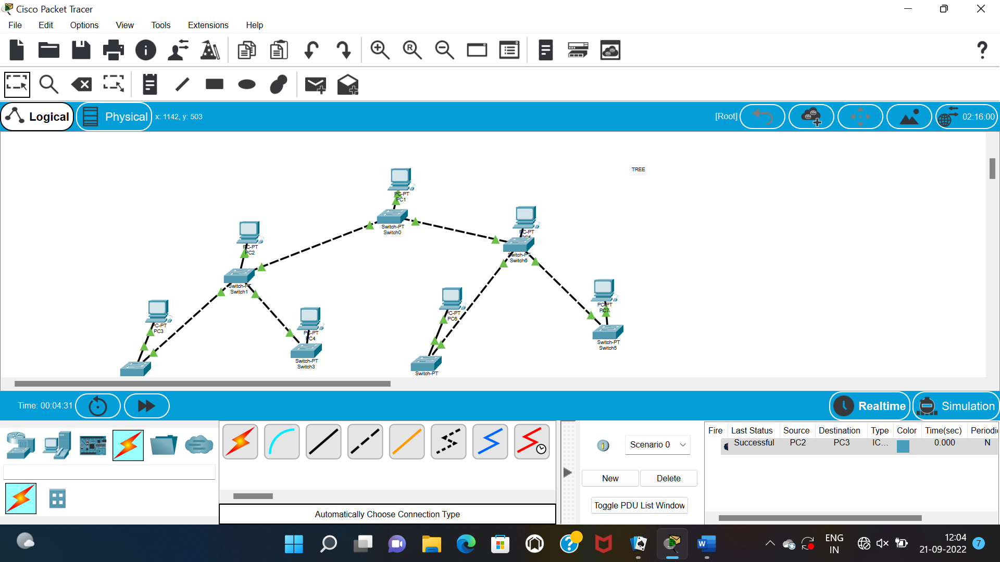 Cisco Packet Tracer
File Edit Options View Tools Extensions Help
Logical Physical x: 1142, y: 503 [Root] 02:16:00
TREE
PC-PT
PC1
Switch-PT
Switch0
PC-PT
PC5
Switch-PT
Switch6
PC-PT
PC2
Switch-PT
Switch1
PC-PT
PC3
PC-PT
PC4
Switch-PT
Switch3
PC-PT
PC6
Switch-PT
PC-PT
PC7
Switch-PT
Switch5
Time: 00:04:31 Realtime Simulation
Scenario 0
New Delete
Toggle PDU List Window
Fire Last Status Source Destination Type Color Time(sec) Periodic
Successful PC2 PC3 IC... 0.000 N
Automatically Choose Connection Type
ENG
IN
12:04
21-09-2022
7